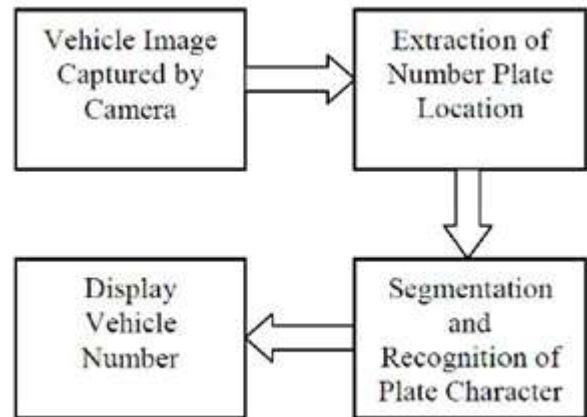 Vehicle Image
Captured by
Camera
Extraction of
Number Plate
Location
Segmentation
and
Recognition of
Plate Character
Display
Vehicle
Number